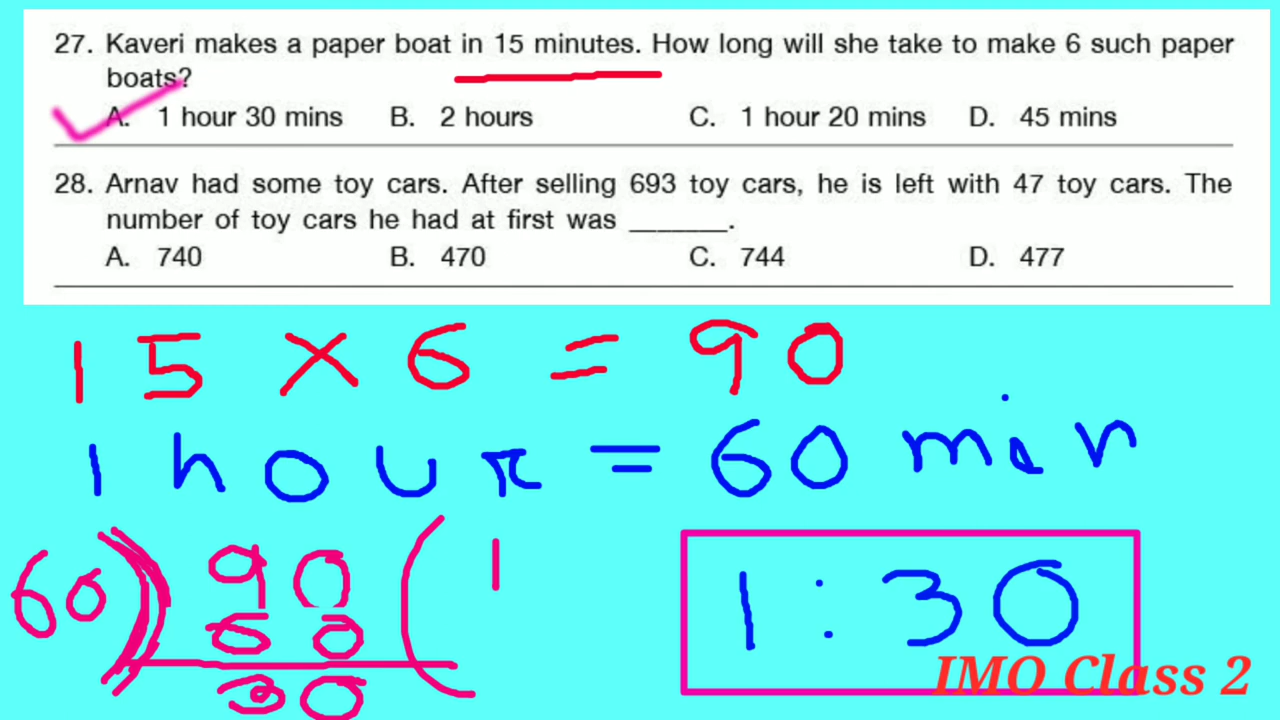 27. Kaveri makes a paper boat in 15 minutes. How long will she take to make 6 such paper
boats?
A. 1 hour 30 mins B. 2 hours C. 1 hour 20 mins D. 45 mins
28. Arnav had some toy cars. After selling 693 toy cars, he is left with 47 toy cars. The
number of toy cars he had at first was _______.
A. 740 B. 470 C. 744 D. 477
15 × 6 = 90
1 hour = 60 min
60) 90 ( 1
60
30
1 : 30
IMO Class 2